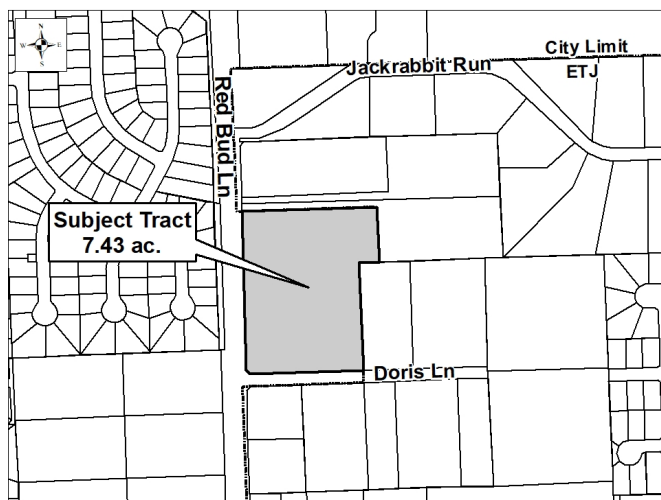 N
W E
S
City Limit
ETJ
Jackrabbit Run
Red Bud Ln
Subject Tract
7.43 ac.
Doris Ln